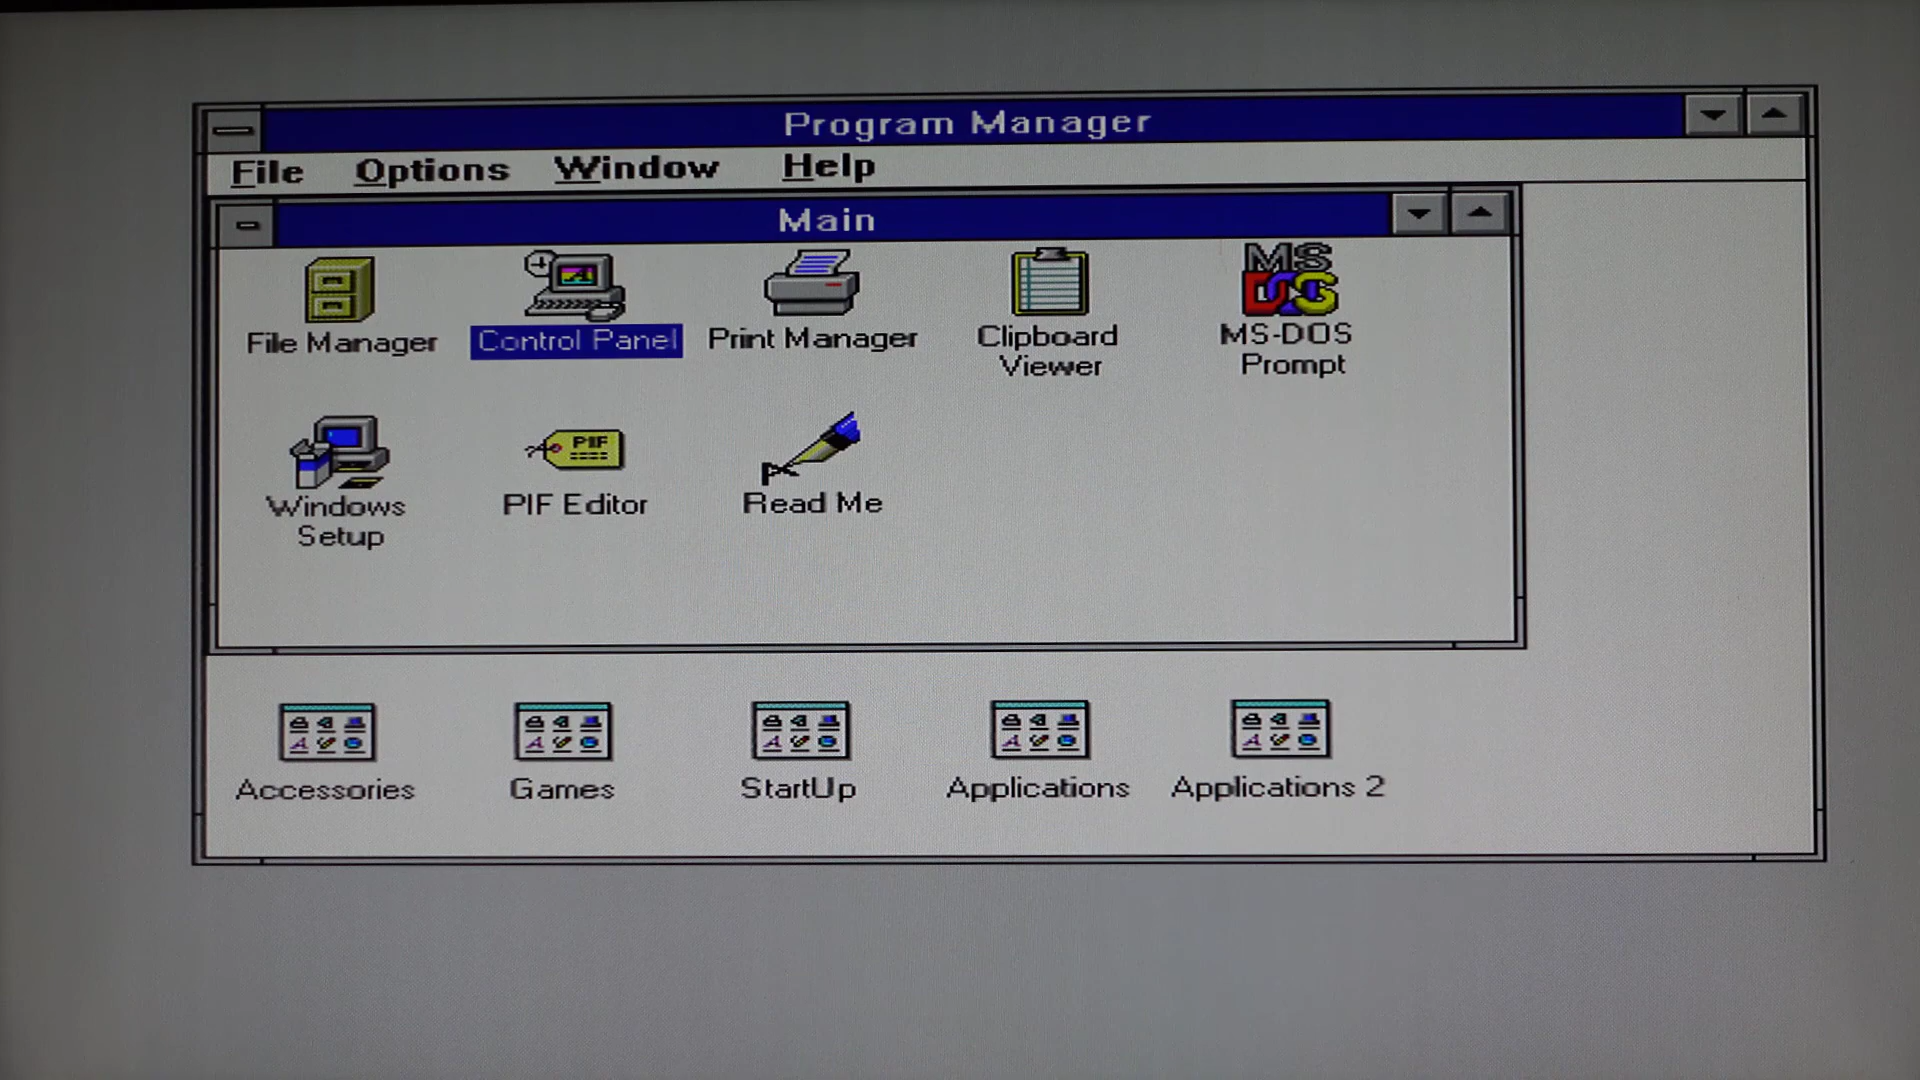 Program Manager
File Options Window Help
Main
File Manager
Control Panel
Print Manager
Clipboard
Viewer
MS
DOS
MS-DOS
Prompt
Windows
Setup
PIF
PIF Editor
Read Me
Accessories
Games
StartUp
Applications
Applications 2